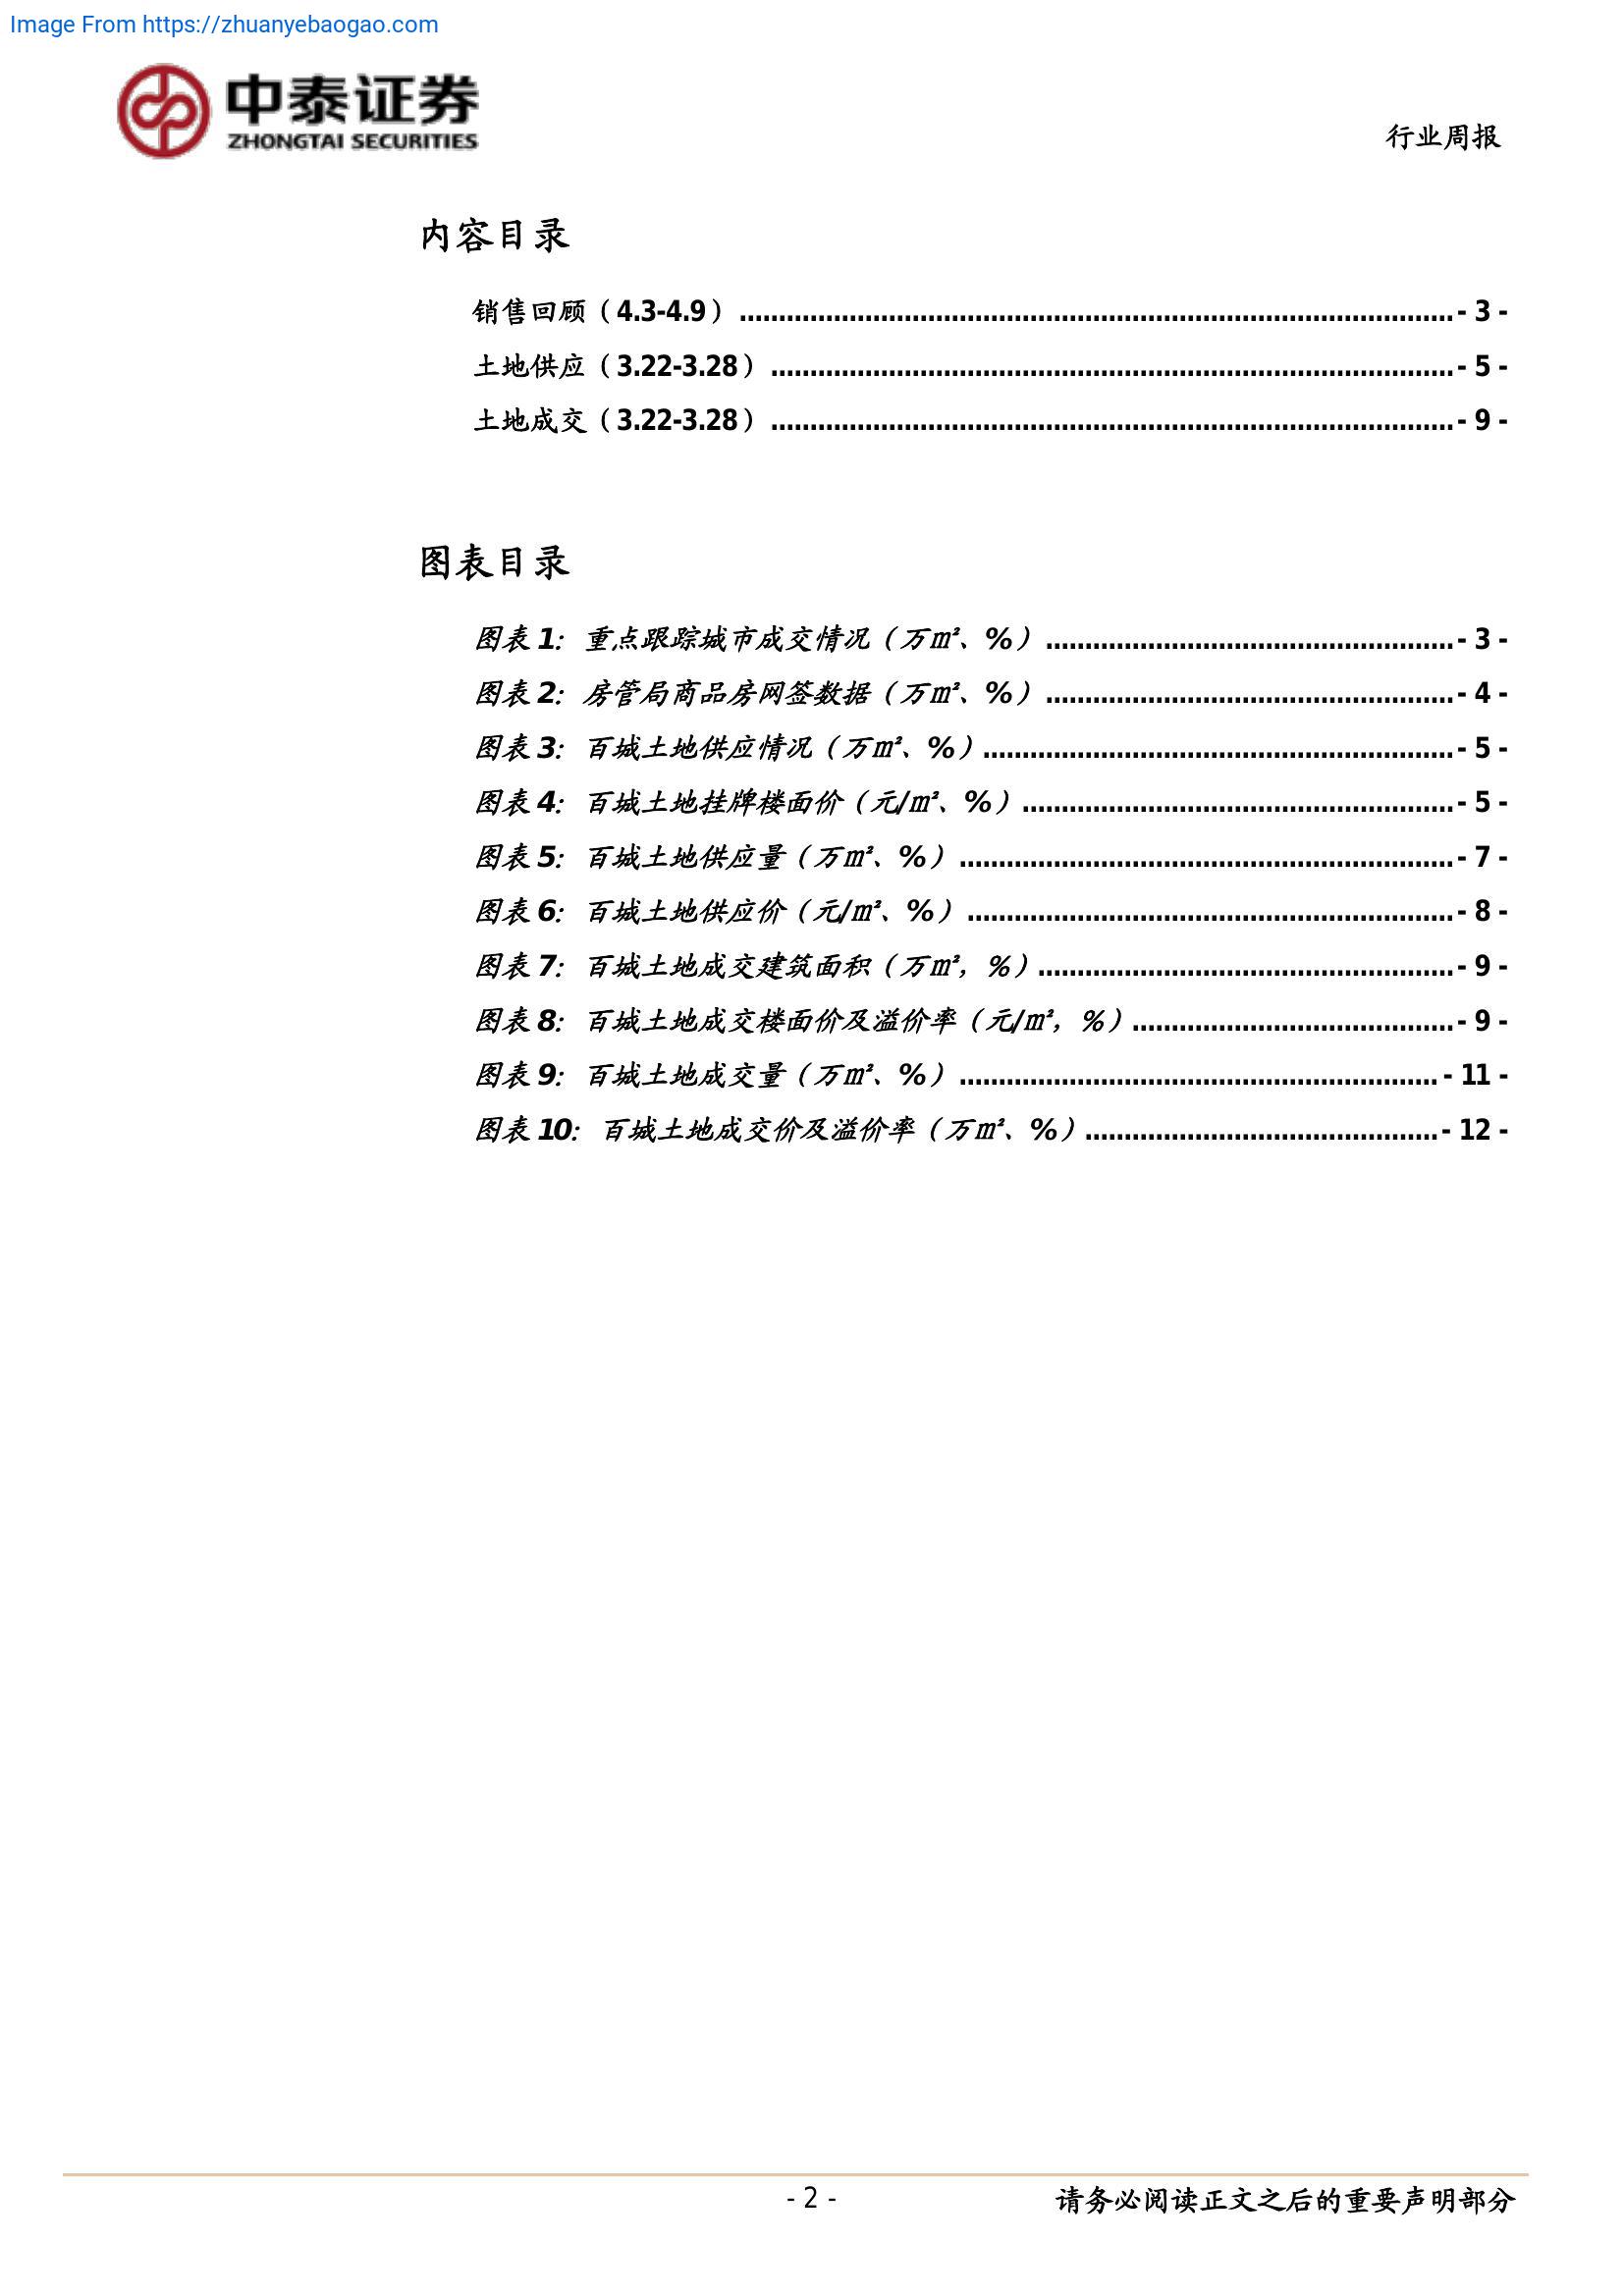 Image From https://zhuanyebaogao.com
中泰证券
ZHONGTAI SECURITIES
行业周报
内容目录
销售回顾（4.3-4.9）...........- 3 -
土地供应（3.22-3.28）...........- 5 -
土地成交（3.22-3.28）...........- 9 -
图表目录
图表 1：重点跟踪城市成交情况（万㎡、%）...........- 3 -
图表 2：房管局商品房网签数据（万㎡、%）...........- 4 -
图表 3：百城土地供应情况（万㎡、%）...........- 5 -
图表 4：百城土地挂牌楼面价（元/㎡、%）...........- 5 -
图表 5：百城土地供应量（万㎡、%）...........- 7 -
图表 6：百城土地供应价（元/㎡、%）...........- 8 -
图表 7：百城土地成交建筑面积（万㎡，%）...........- 9 -
图表 8：百城土地成交楼面价及溢价率（元/㎡，%）...........- 9 -
图表 9：百城土地成交量（万㎡、%）...........- 11 -
图表 10：百城土地成交价及溢价率（万㎡、%）...........- 12 -
- 2 -
请务必阅读正文之后的重要声明部分